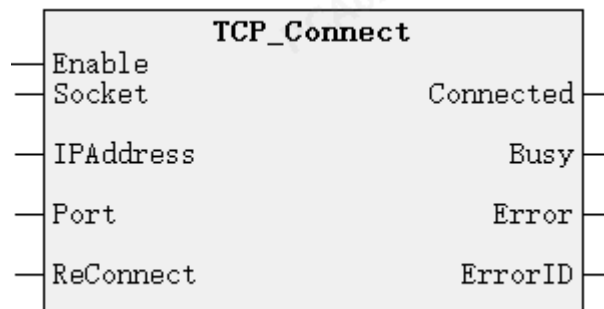 TCP_Connect
Enable
Socket Connected
IPAddress Busy
Port Error
ReConnect ErrorID